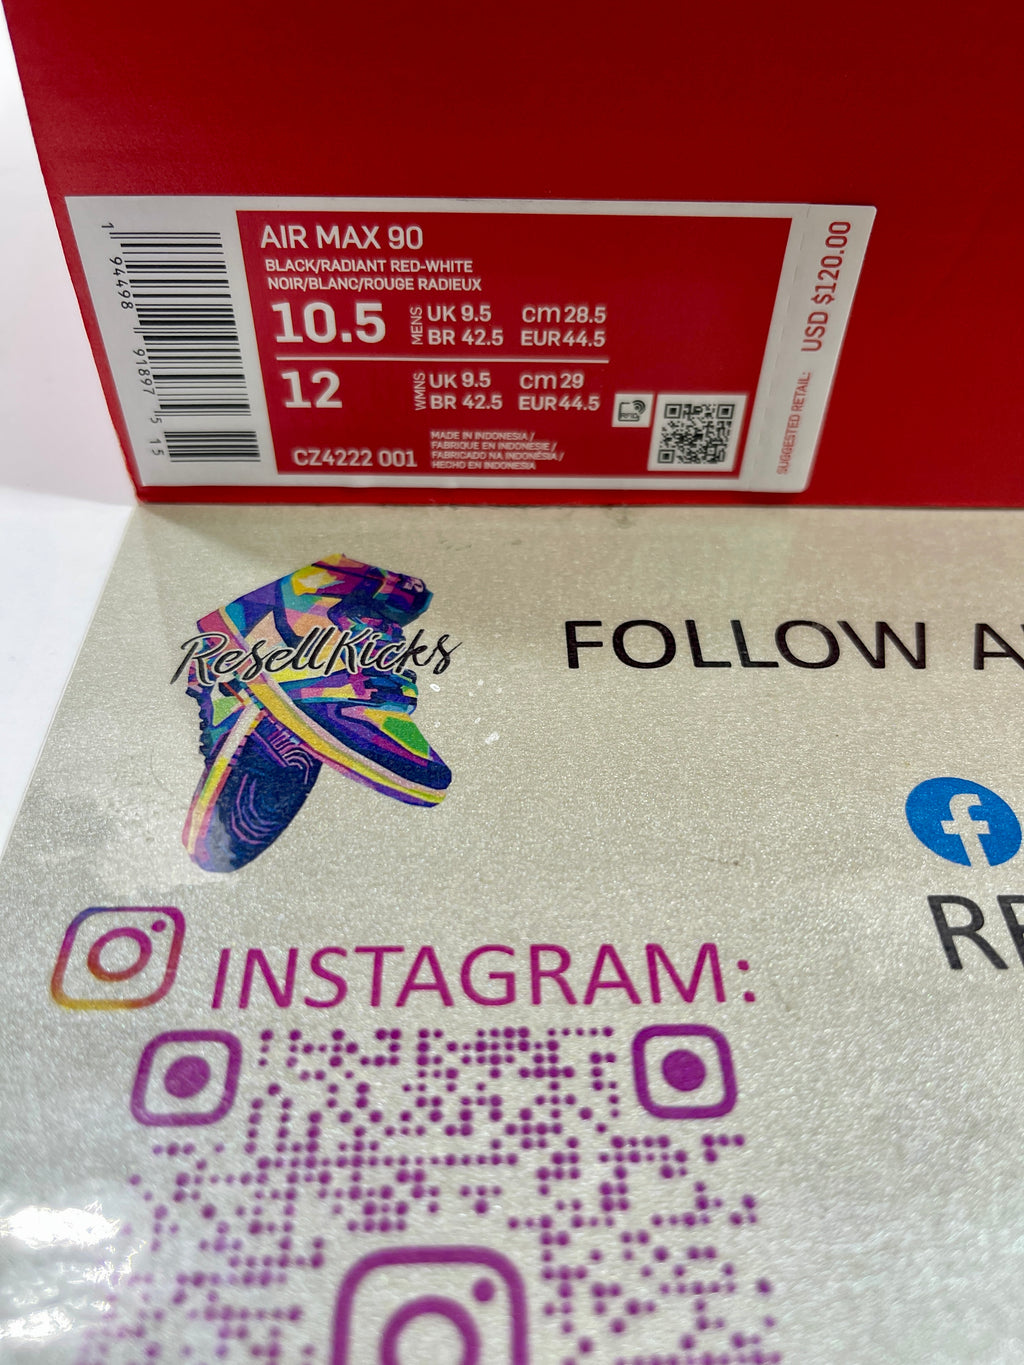 AIR MAX 90
BLACK/RADIANT RED-WHITE
NOIR/BLANC/ROUGE RADIEUX
10.5 MENS UK 9.5 cm 28.5
BR 42.5 EUR 44.5
12 WMNS UK 9.5 cm 29
BR 42.5 EUR 44.5
CZ4222 001
MADE IN INDONESIA /
FABRIQUE EN INDONESIE /
FABRICADO NA INDONÉSIA /
HECHO EN INDONESIA
RFID
1 94498 91897 5 15
SUGGESTED RETAIL: USD $120.00
ResellKicks
FOLLOW
INSTAGRAM: